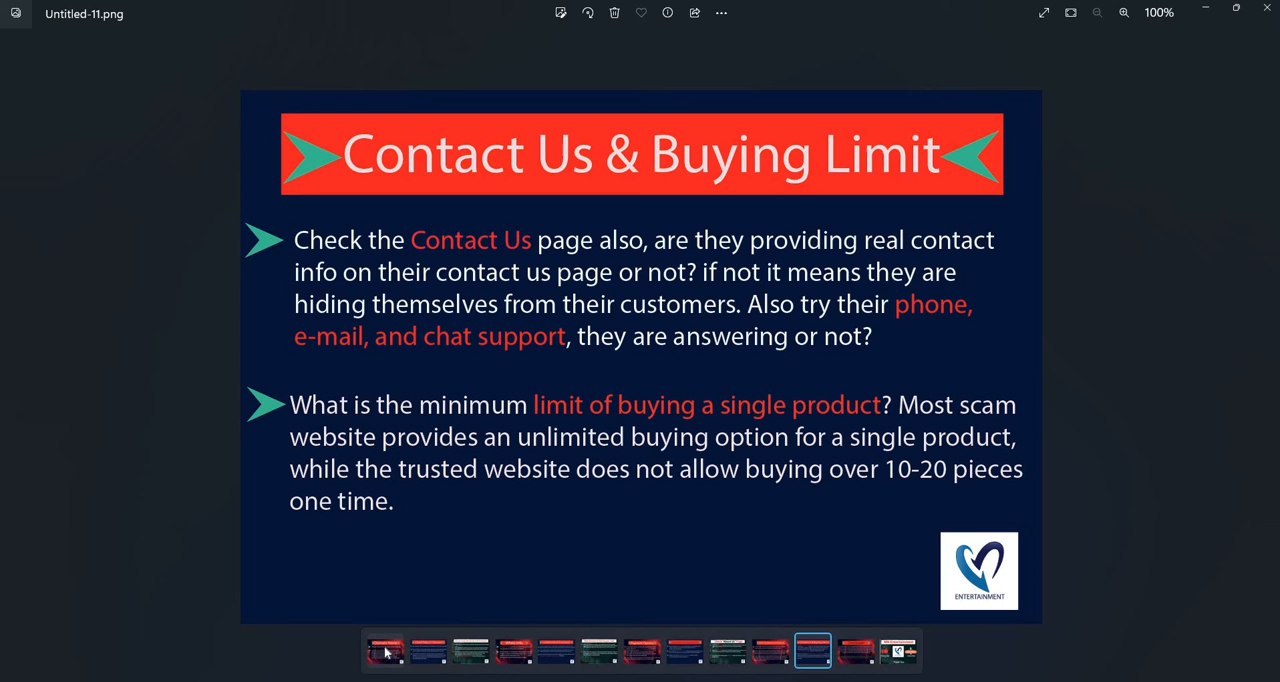 Untitled-11.png
100%
Contact Us & Buying Limit
Check the Contact Us page also, are they providing real contact
info on their contact us page or not? if not it means they are
hiding themselves from their customers. Also try their phone,
e-mail, and chat support, they are answering or not?
What is the minimum limit of buying a single product? Most scam
website provides an unlimited buying option for a single product,
while the trusted website does not allow buying over 10-20 pieces
one time.
ENTERTAINMENT